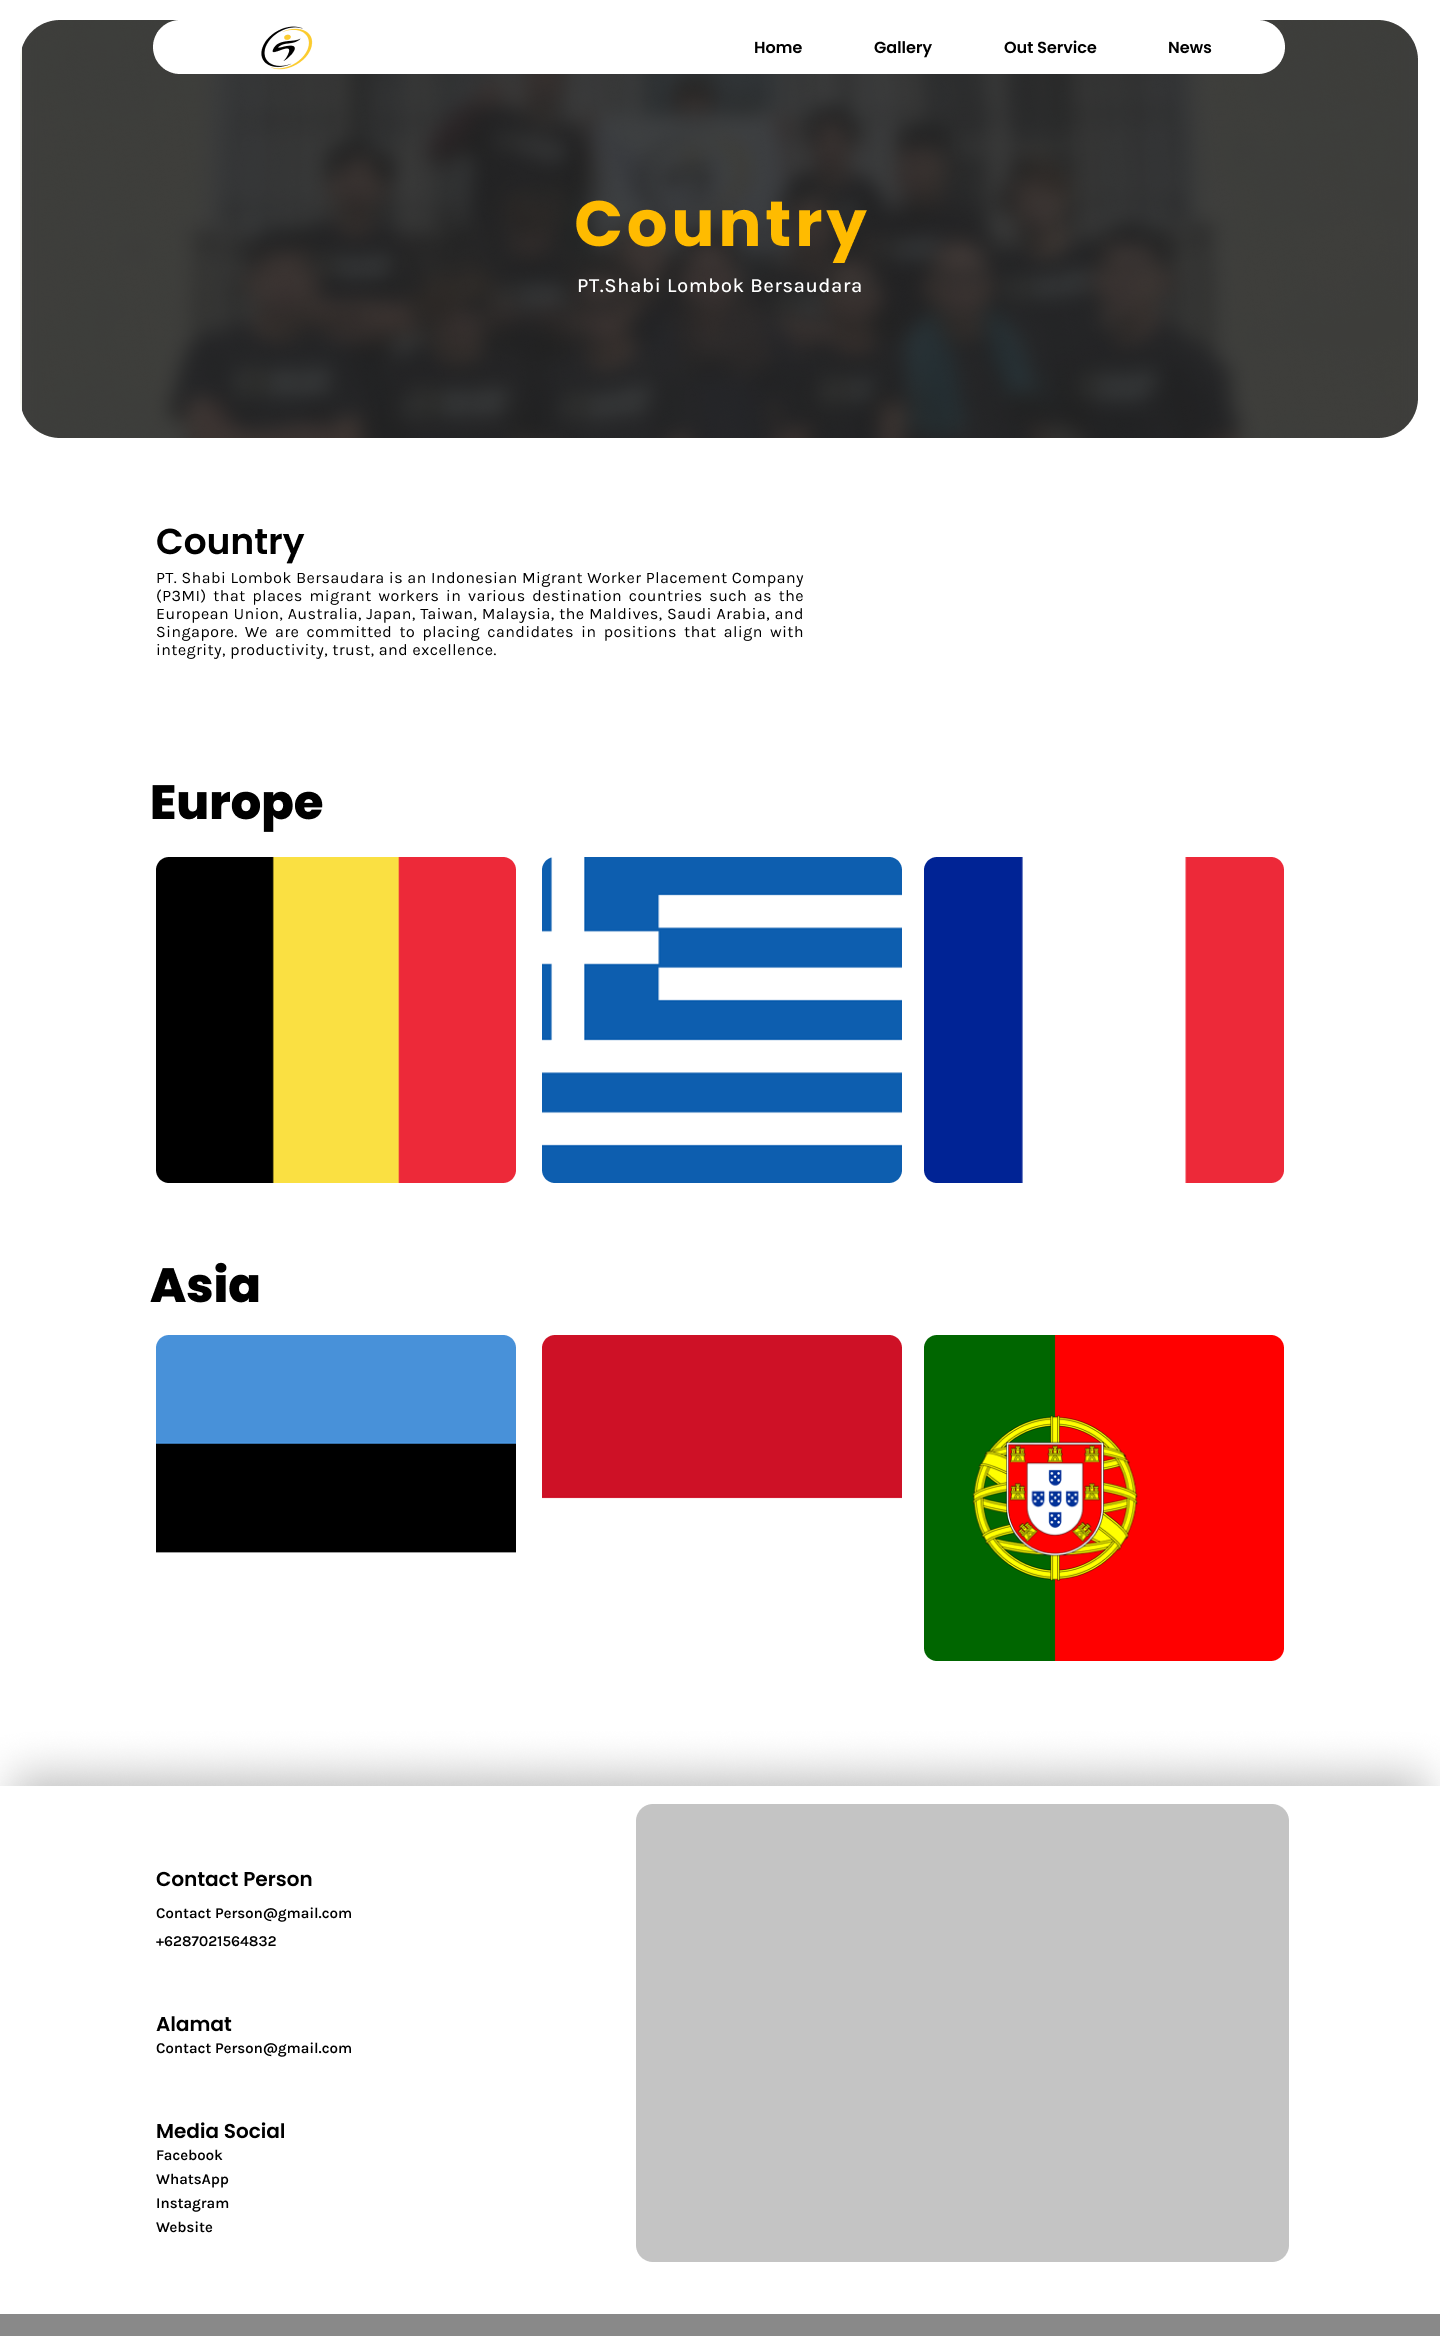 Home Gallery Out Service News
Country
PT.Shabi Lombok Bersaudara
Country
PT. Shabi Lombok Bersaudara is an Indonesian Migrant Worker Placement Company
(P3MI) that places migrant workers in various destination countries such as the
European Union, Australia, Japan, Taiwan, Malaysia, the Maldives, Saudi Arabia, and
Singapore. We are committed to placing candidates in positions that align with
integrity, productivity, trust, and excellence.
Europe
Asia
Contact Person
Contact Person@gmail.com
+6287021564832
Alamat
Contact Person@gmail.com
Media Social
Facebook
WhatsApp
Instagram
Website